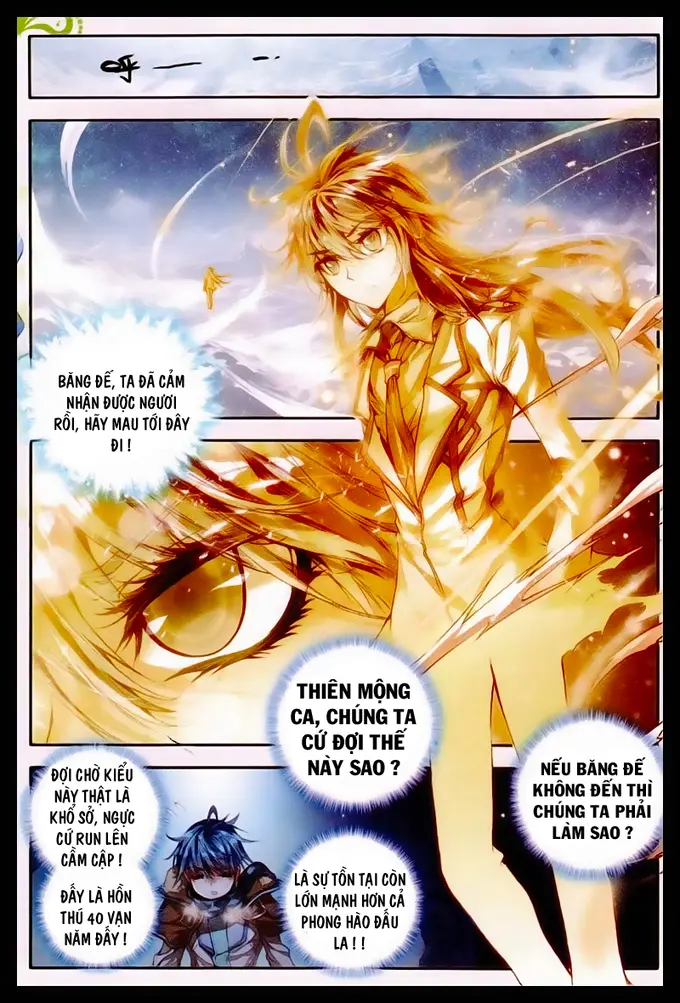 呼——
BĂNG ĐẾ, TA ĐÃ CẢM
NHẬN ĐƯỢC NGƯƠI
RỒI, HÃY MAU TỚI ĐÂY
ĐI !
THIÊN MỘNG
CA, CHÚNG TA
CỨ ĐỢI THẾ
NÀY SAO ?
NẾU BĂNG ĐẾ
KHÔNG ĐẾN THÌ
CHÚNG TA PHẢI
LÀM SAO ?
ĐỢI CHỜ KIỂU
NÀY THẬT LÀ
KHỔ SỞ, NGỰC
CỨ RUN LÊN
CẦM CẬP !
ĐẤY LÀ HỒN
THÚ 40 VẠN
NĂM ĐẤY !
LÀ SỰ TỒN TẠI CÒN
LỚN MẠNH HƠN CẢ
PHONG HÀO ĐẤU
LA ! !